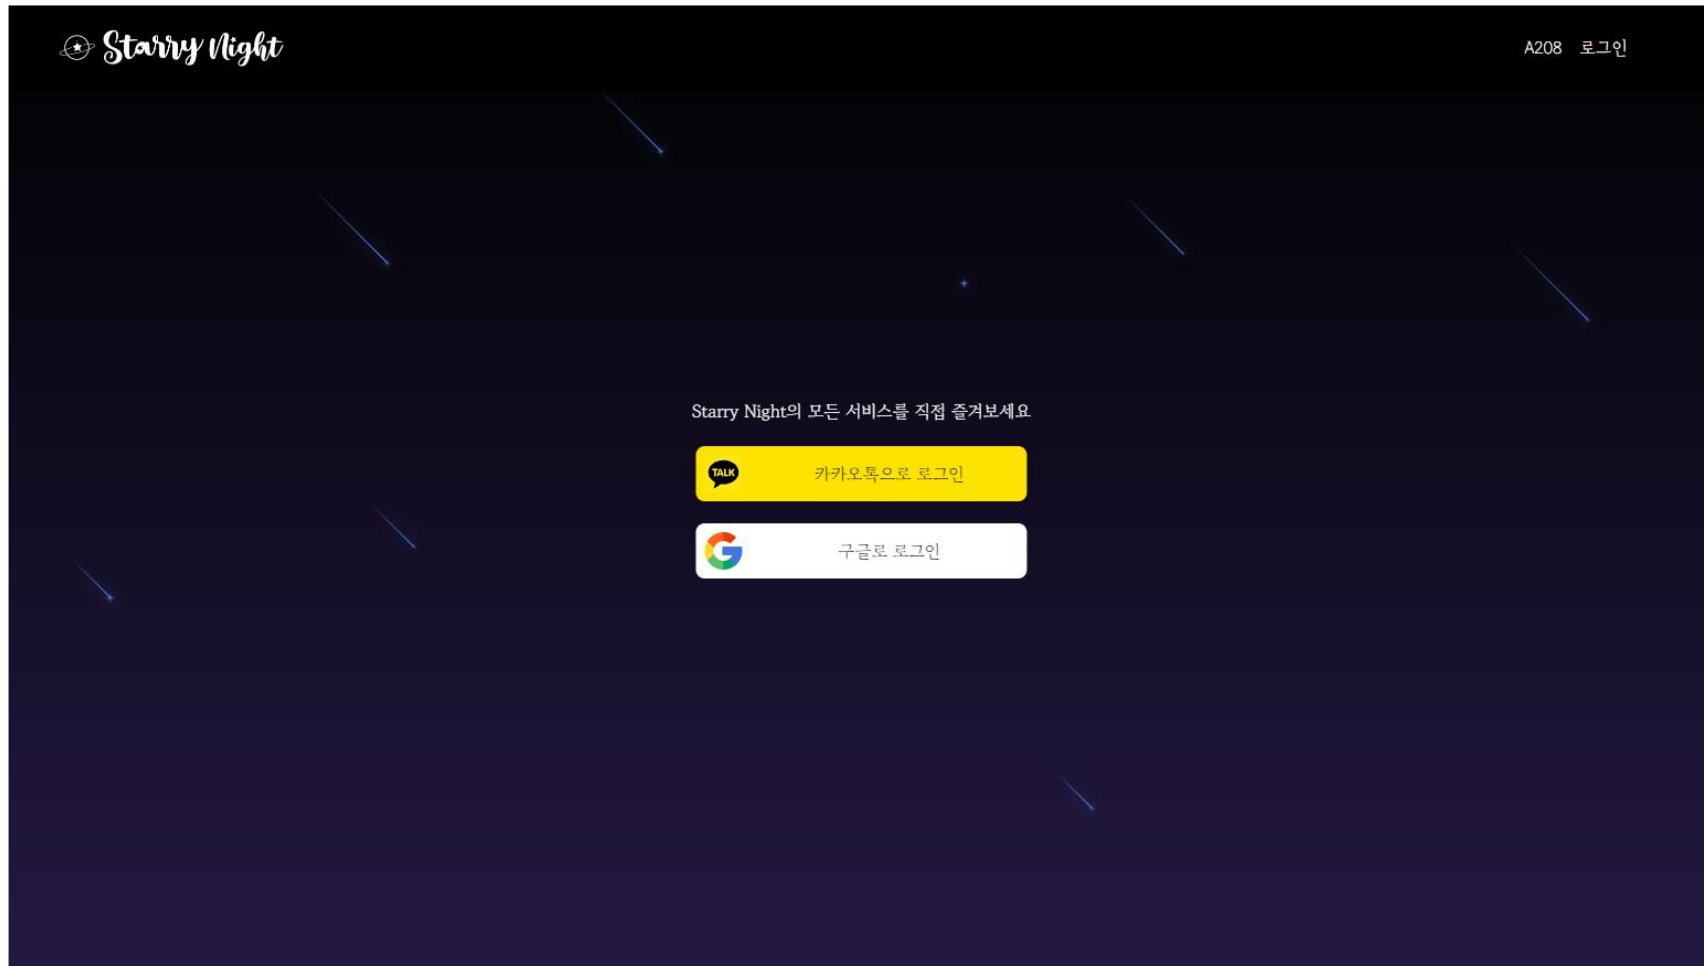 Starry Night
A208 로그인
Starry Night의 모든 서비스를 직접 즐겨보세요
TALK 카카오톡으로 로그인
G 구글로 로그인